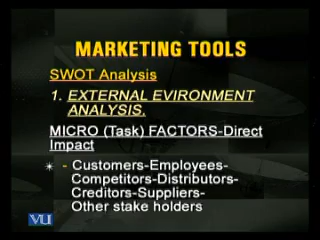 MARKETING TOOLS
SWOT Analysis
1. EXTERNAL EVIRONMENT
ANALYSIS.
MICRO (Task) FACTORS-Direct
Impact
- Customers-Employees-
Competitors-Distributors-
Creditors-Suppliers-
Other stake holders
VU